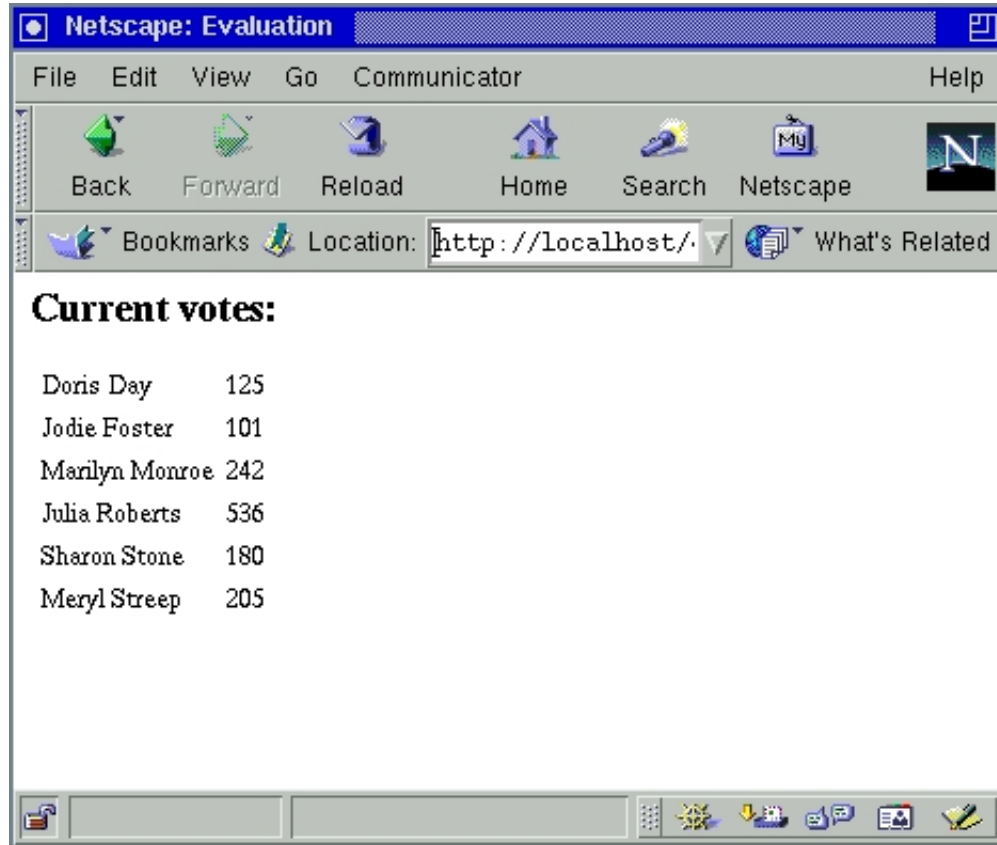 Netscape: Evaluation
File Edit View Go Communicator Help
Back Forward Reload Home Search Netscape
My
N
Bookmarks Location: http://localhost/ What's Related
Current votes:
Doris Day 125
Jodie Foster 101
Marilyn Monroe 242
Julia Roberts 536
Sharon Stone 180
Meryl Streep 205